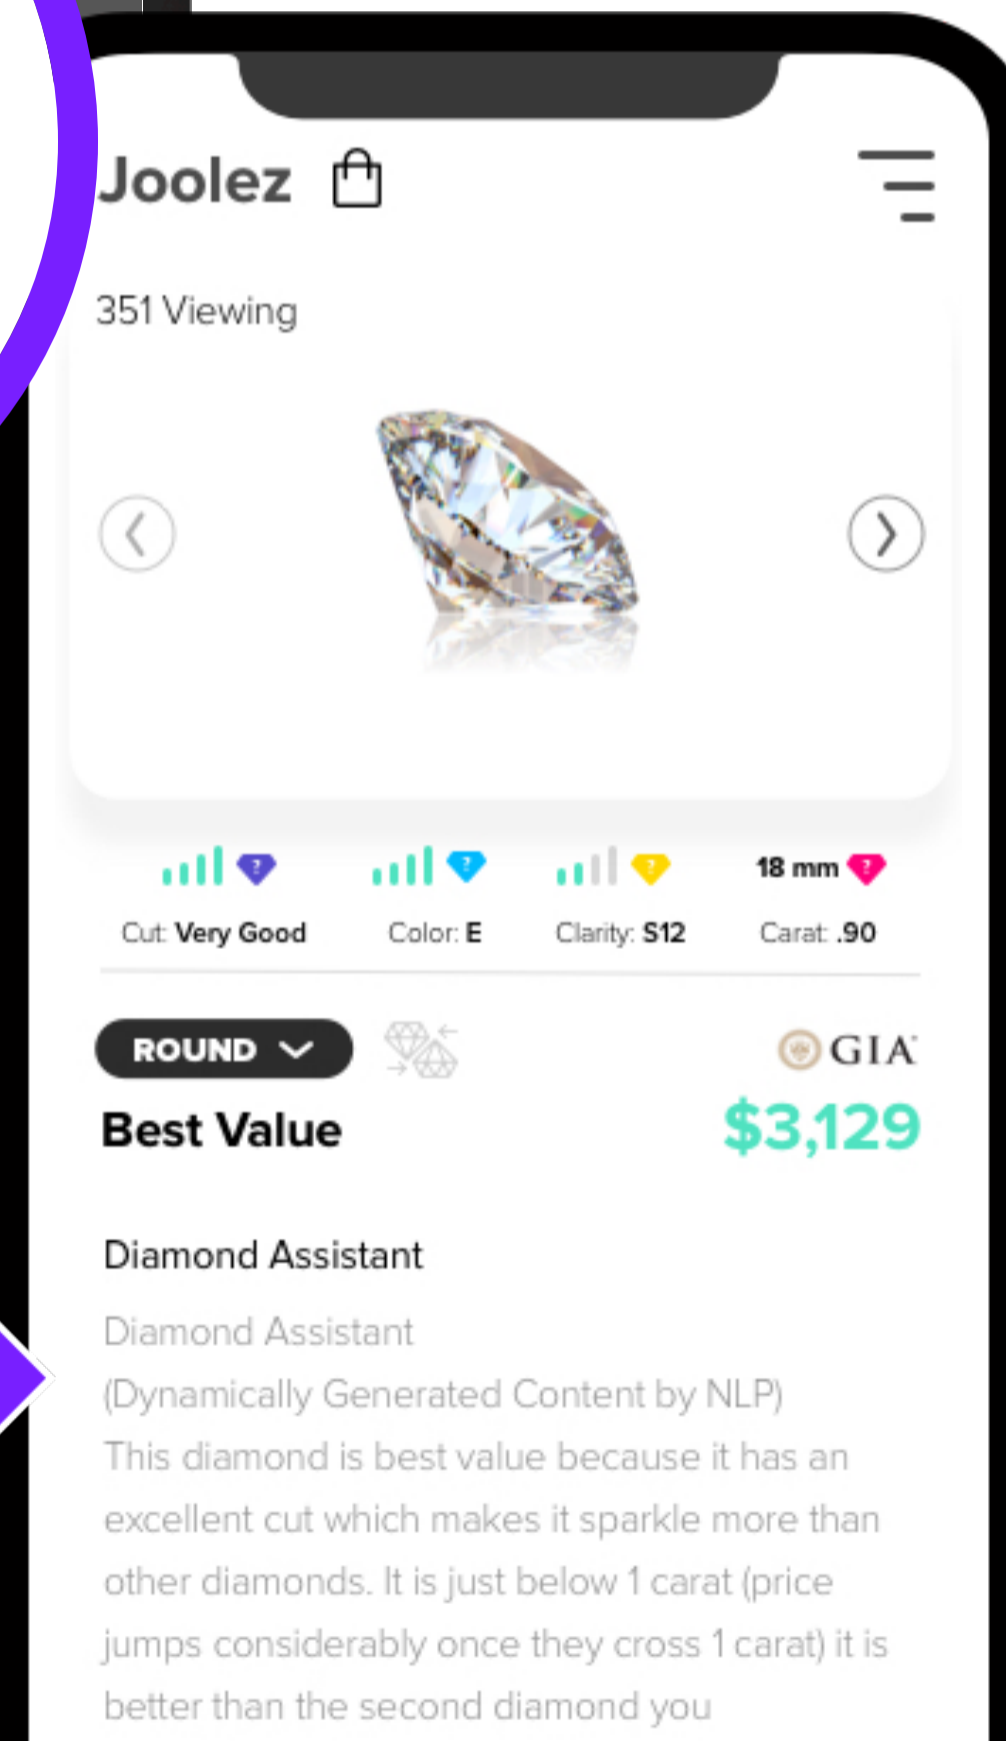 Joolez
351 Viewing
? ? ? 18 mm ?
Cut: Very Good Color: E Clarity: S12 Carat: .90
ROUND GIA
Best Value $3,129
Diamond Assistant
Diamond Assistant
(Dynamically Generated Content by NLP)
This diamond is best value because it has an
excellent cut which makes it sparkle more than
other diamonds. It is just below 1 carat (price
jumps considerably once they cross 1 carat) it is
better than the second diamond you